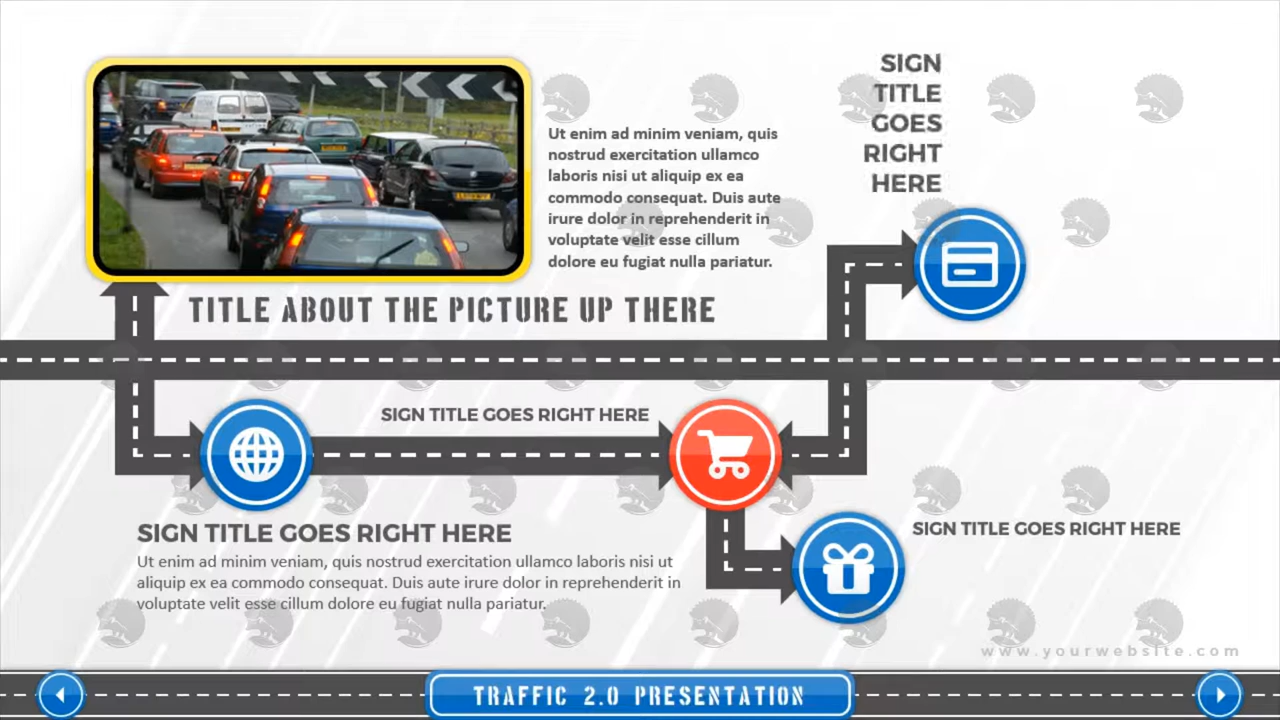 SIGN
TITLE
GOES
RIGHT
HERE
Ut enim ad minim veniam, quis
nostrud exercitation ullamco
laboris nisi ut aliquip ex ea
commodo consequat. Duis aute
irure dolor in reprehenderit in
voluptate velit esse cillum
dolore eu fugiat nulla pariatur.
TITLE ABOUT THE PICTURE UP THERE
SIGN TITLE GOES RIGHT HERE
SIGN TITLE GOES RIGHT HERE
Ut enim ad minim veniam, quis nostrud exercitation ullamco laboris nisi ut
aliquip ex ea commodo consequat. Duis aute irure dolor in reprehenderit in
voluptate velit esse cillum dolore eu fugiat nulla pariatur.
SIGN TITLE GOES RIGHT HERE
www.yourwebsite.com
TRAFFIC 2.0 PRESENTATION